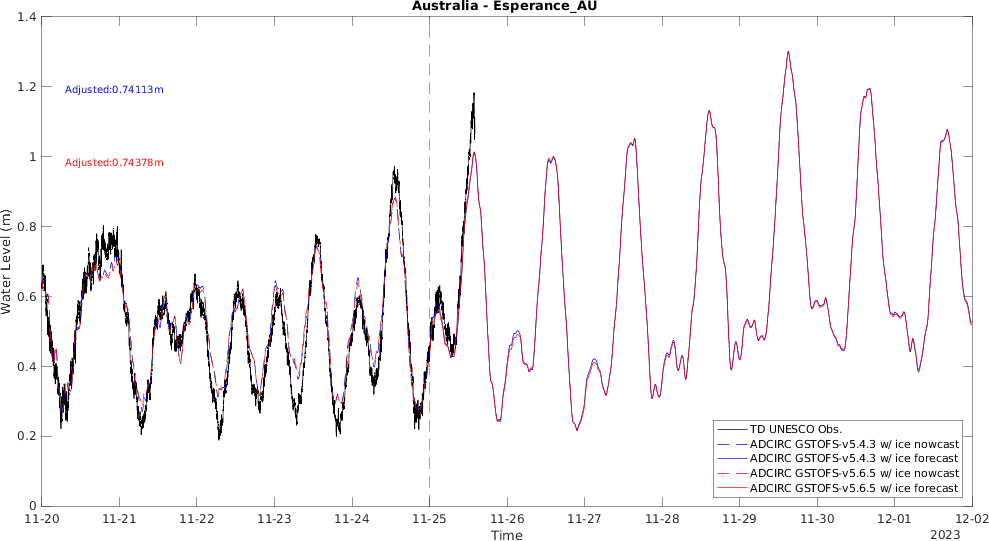 Australia - Esperance_AU
1.4
1.2
1
0.8
0.6
0.4
0.2
0
Water Level (m)
Adjusted:0.74113m
Adjusted:0.74378m
TD UNESCO Obs.
ADCIRC GSTOFS-v5.4.3 w/ ice nowcast
ADCIRC GSTOFS-v5.4.3 w/ ice forecast
ADCIRC GSTOFS-v5.6.5 w/ ice nowcast
ADCIRC GSTOFS-v5.6.5 w/ ice forecast
11-20 11-21 11-22 11-23 11-24 11-25 11-26 11-27 11-28 11-29 11-30 12-01 12-02
2023
Time